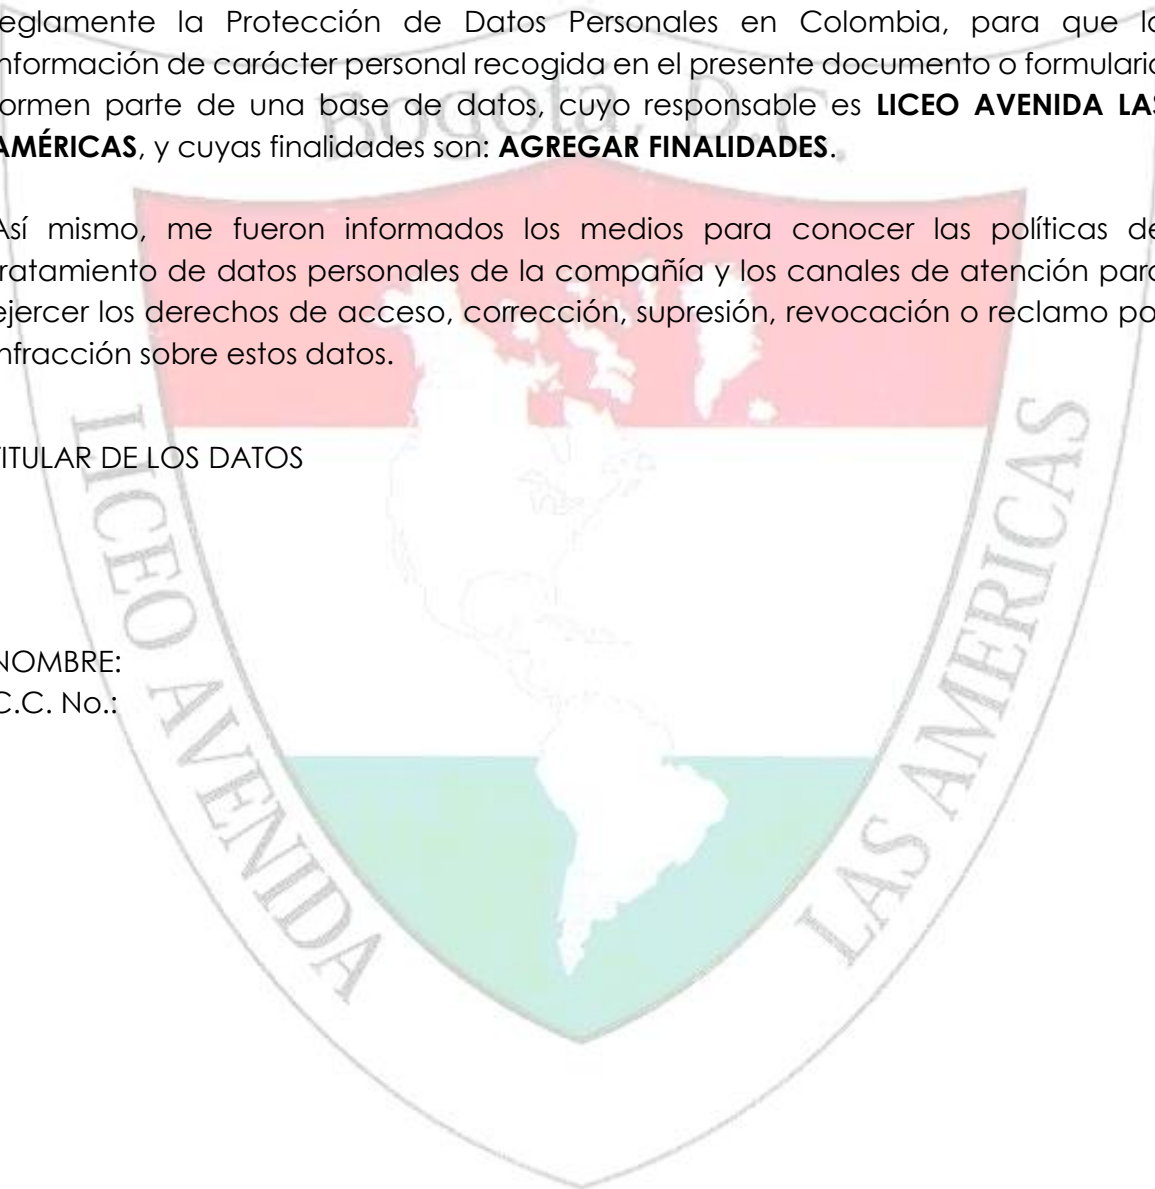 eglamente la Protección de Datos Personales en Colombia, para que la
nformación de carácter personal recogida en el presente documento o formulario
ormen parte de una base de datos, cuyo responsable es LICEO AVENIDA LAS
AMÉRICAS, y cuyas finalidades son: AGREGAR FINALIDADES.
Así mismo, me fueron informados los medios para conocer las políticas de
ratamiento de datos personales de la compañía y los canales de atención para
ejercer los derechos de acceso, corrección, supresión, revocación o reclamo po
nfracción sobre estos datos.
TITULAR DE LOS DATOS
NOMBRE:
C.C. No.:
Bogotá, D.C.
LICEO AVENIDA
LAS AMERICAS